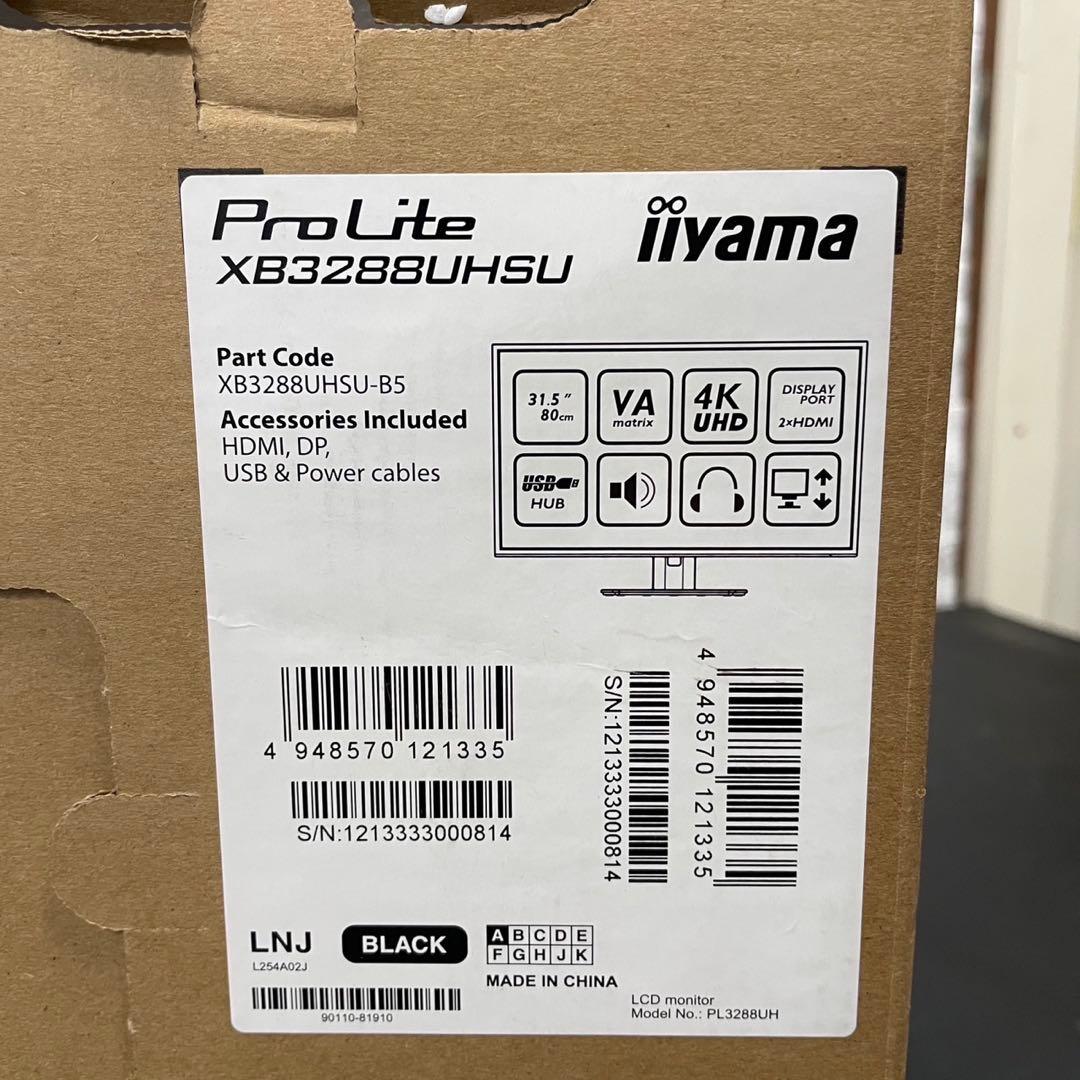 ProLite
XB3288UHSU
iiyama
Part Code
XB3288UHSU-B5
Accessories Included
HDMI, DP,
USB & Power cables
31.5"
80cm
VA
matrix
4K
UHD
DISPLAY
PORT
2xHDMI
USB B
HUB
4 948570 121335
S/N:1213333000814
S/N:1213333000814
4 948570 121335
LNJ
L254A02J
BLACK
A B C D E
F G H J K
MADE IN CHINA
90110-81910
LCD monitor
Model No.: PL3288UH